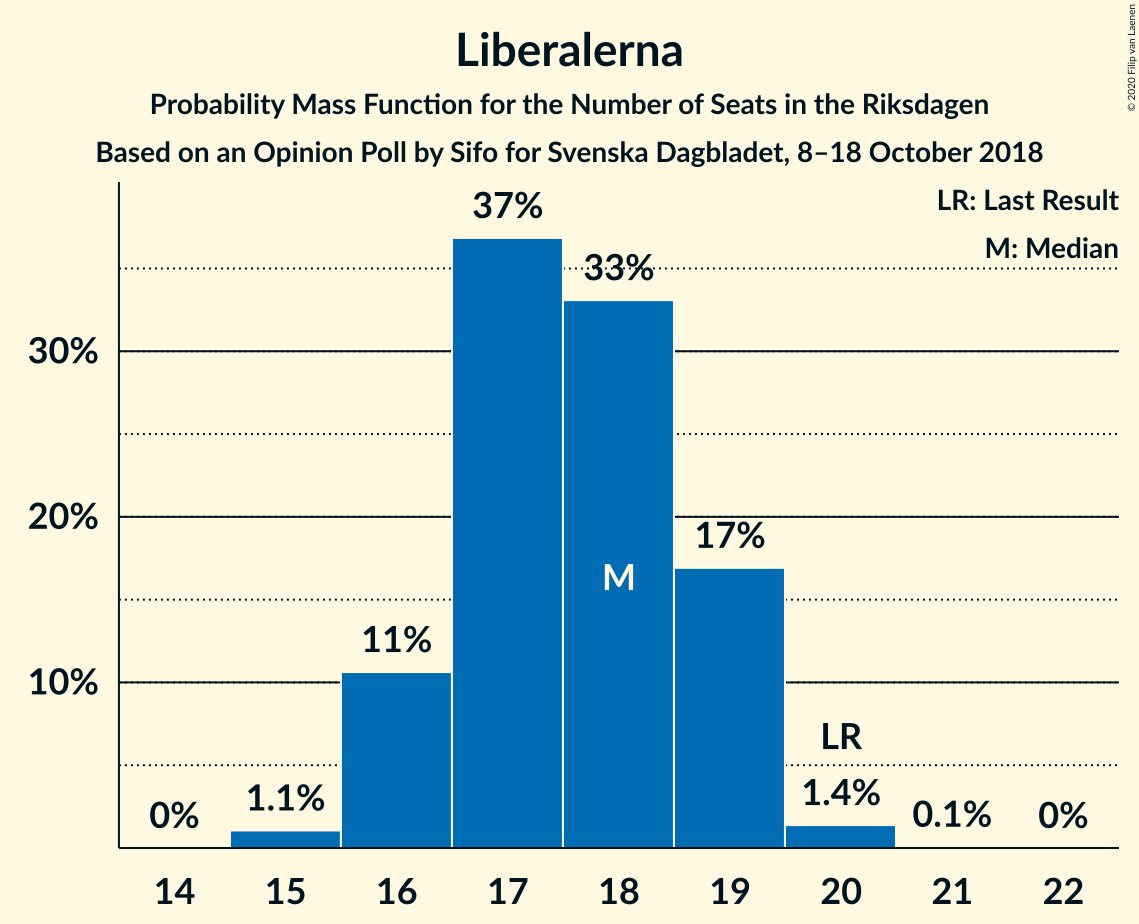 Liberalerna
Probability Mass Function for the Number of Seats in the Riksdagen
Based on an Opinion Poll by Sifo for Svenska Dagbladet, 8–18 October 2018
© 2020 Filip van Laenen
LR: Last Result
M: Median
37%
33%
30%
20%
17%
M
11%
10%
LR
0%
1.1%
1.4%
0.1%
0%
14 15 16 17 18 19 20 21 22